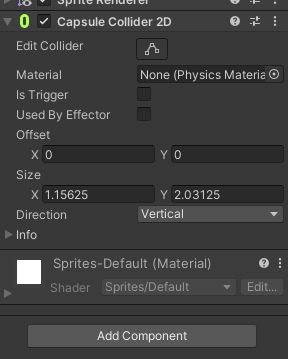 Sprite Renderer
Capsule Collider 2D
Edit Collider
Material None (Physics Materia
Is Trigger
Used By Effector
Offset
X 0 Y 0
Size
X 1.15625 Y 2.03125
Direction Vertical
Info
Sprites-Default (Material)
Shader Sprites/Default Edit...
Add Component